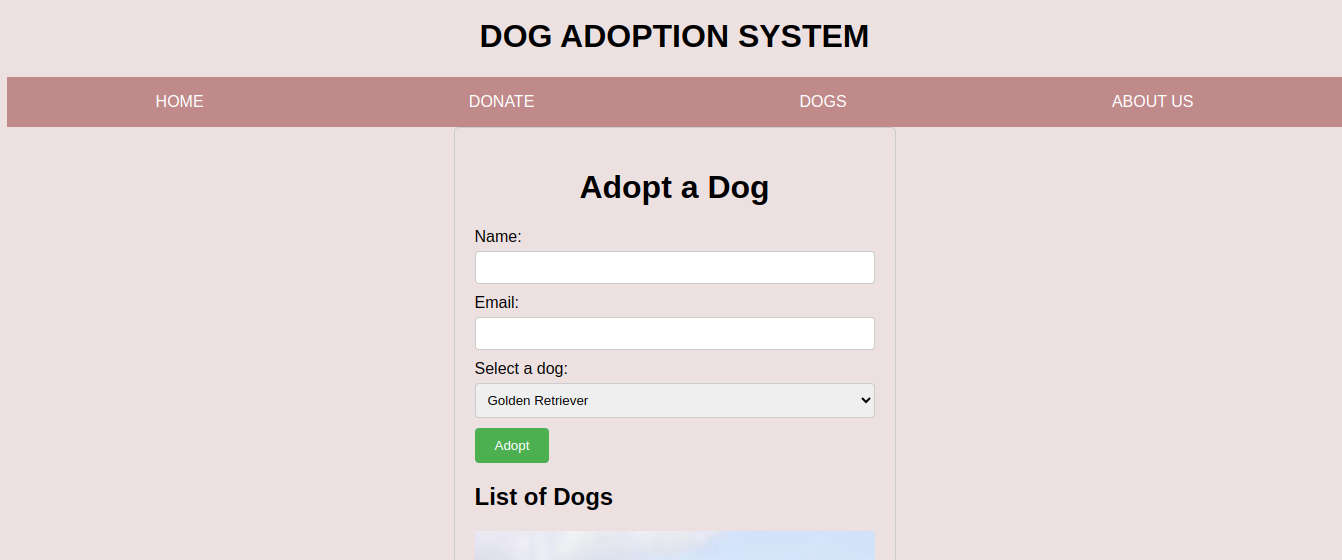 DOG ADOPTION SYSTEM
HOME DONATE DOGS ABOUT US
Adopt a Dog
Name:
Email:
Select a dog:
Golden Retriever
Adopt
List of Dogs